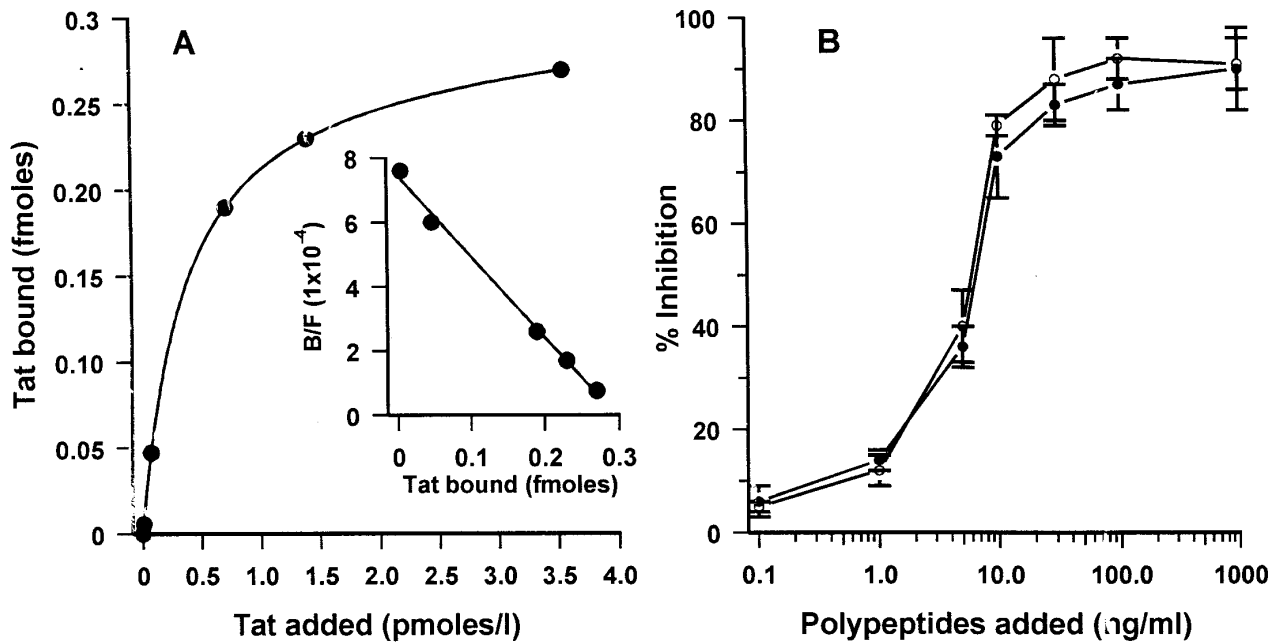 A
0.3
0.25
0.20
0.15
0.10
0.05
0
Tat bound (fmoles)
0 0.5 1.0 1.5 2.0 2.5 3.0 3.5 4.0
Tat added (pmoles/l)
8
6
4
2
0
B/F (1x10⁻⁴)
0 0.1 0.2 0.3
Tat bound (fmoles)
B
100
80
60
40
20
0
% Inhibition
0.1 1.0 10.0 100.0 1000
Polypeptides added (ng/ml)